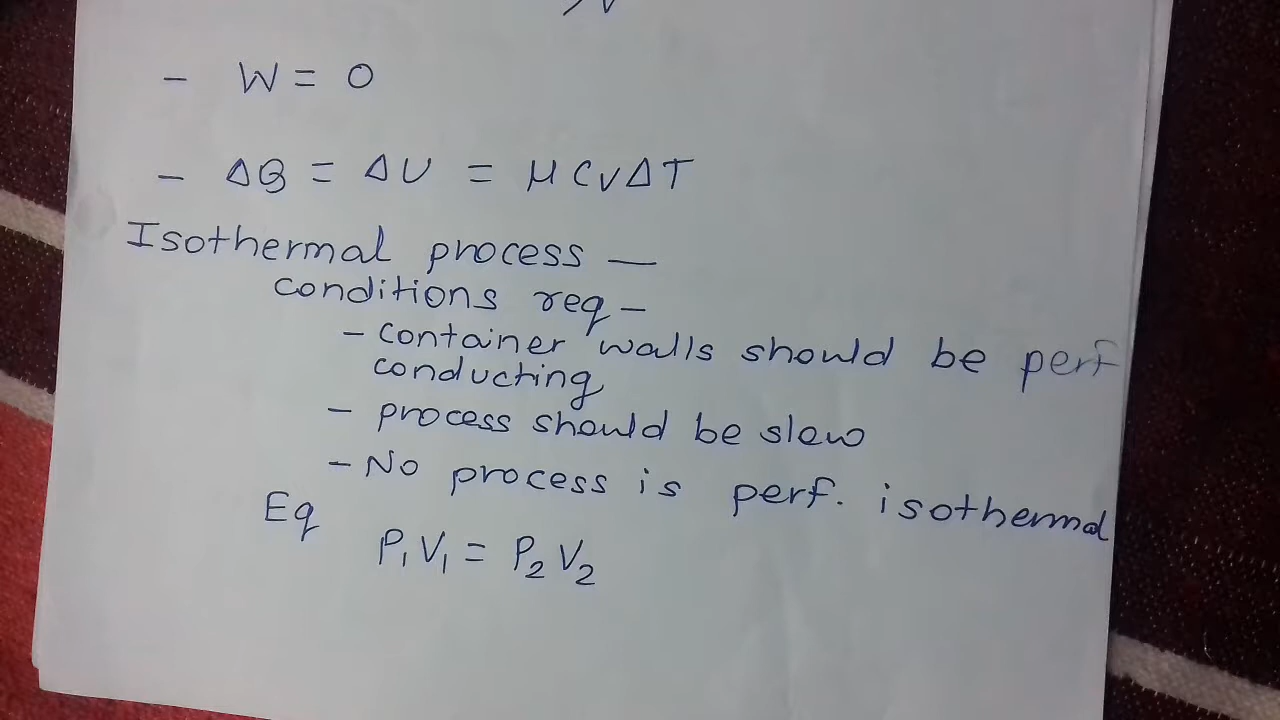 - W = 0
- ΔQ = ΔU = μ CvΔT
Isothermal process —
conditions req -
- container walls should be perf
conducting
- process should be slow
- No process is perf. isothermal
Eq
P₁V₁ = P₂V₂